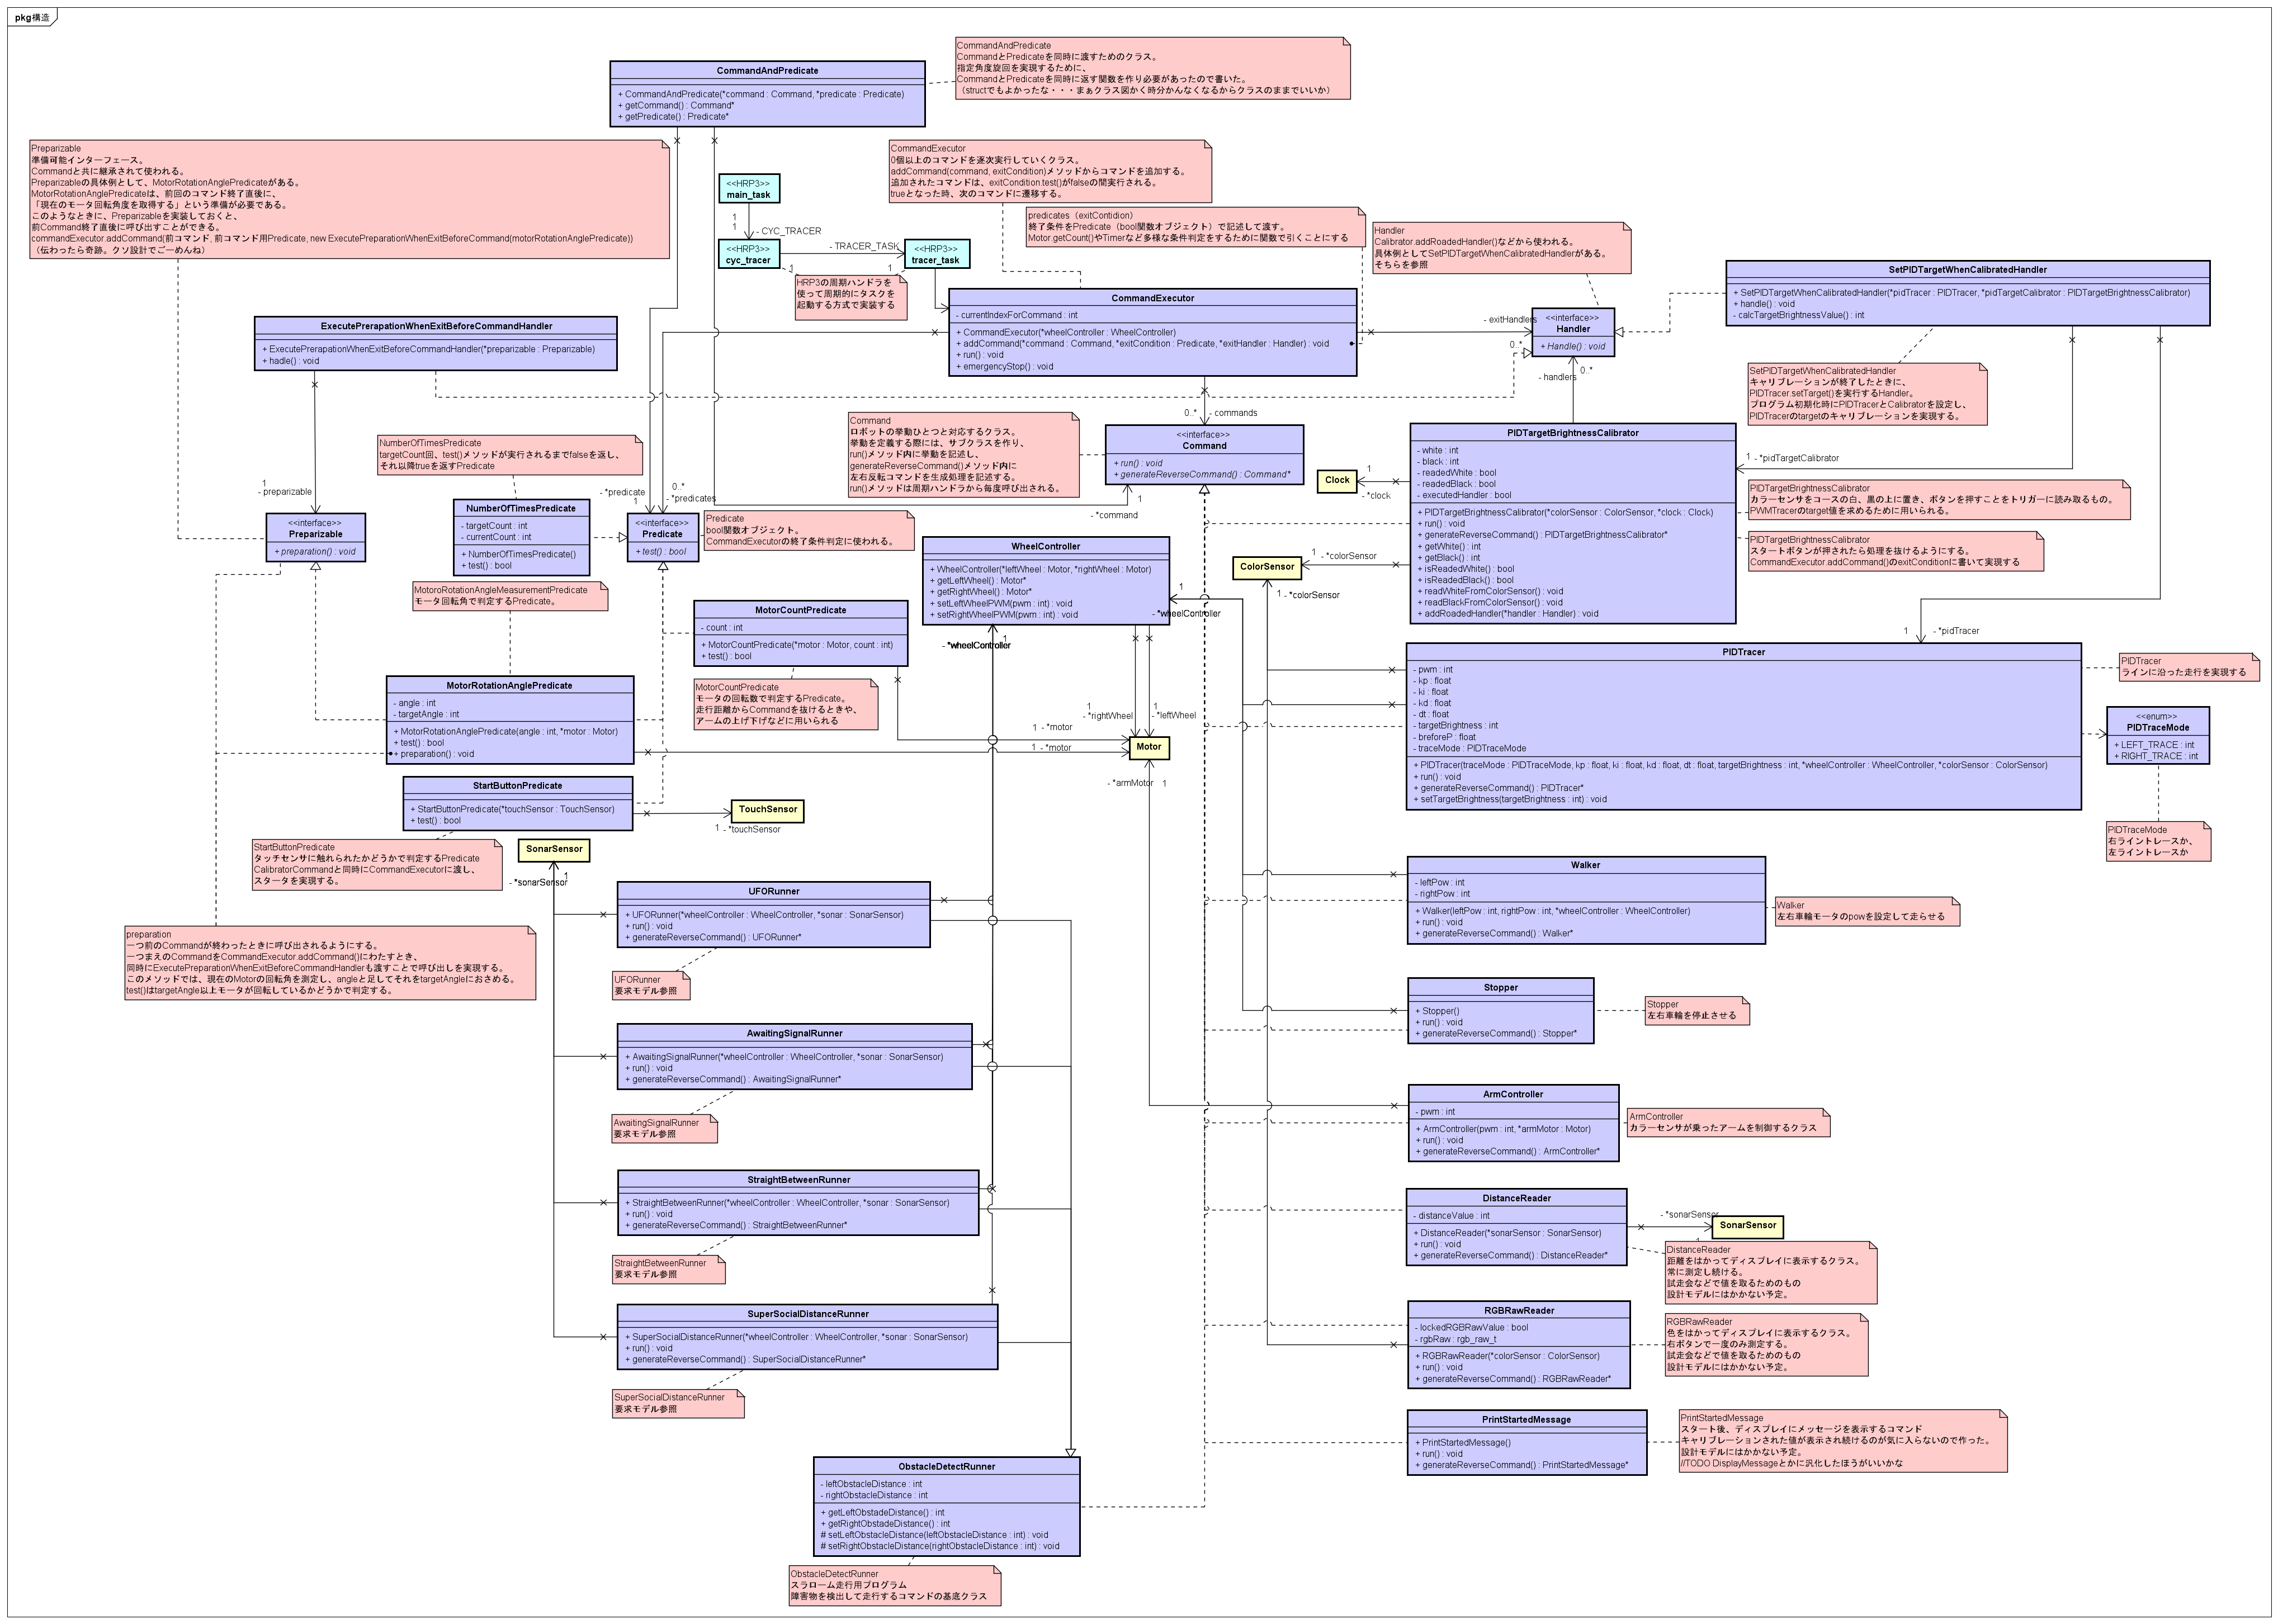 pkg構造
CommandAndPredicate
+ CommandAndPredicate(*command : Command, *predicate : Predicate)
+ getCommand() : Command*
+ getPredicate() : Predicate*
CommandAndPredicate
CommandとPredicateを同時に渡すためのクラス。
指定角度旋回を実現するために、
CommandとPredicateを同時に返す関数を作り必要があったので書いた。
（structでもよかったな・・・まぁクラス図かく時分かんなくなるからクラスのままでいいか）
Preparizable
準備可能インターフェース。
Commandと共に継承されて使われる。
Preparizableの具体例として、MotorRotationAnglePredicateがある。
MotorRotationAnglePredicateは、前回のコマンド終了直後に、
「現在のモータ回転角度を取得する」という準備が必要である。
このようなときに、Preparizableを実装しておくと、
前Command終了直後に呼び出すことができる。
commandExecutor.addCommand(前コマンド, 前コマンド用Predicate, new ExecutePreparationWhenExitBeforeCommand(motorRotationAnglePredicate))
（伝わったら奇跡。クソ設計でごーめんね）
<<HRP3>>
main_task
1
1
- CYC_TRACER
<<HRP3>>
cyc_tracer
- TRACER_TASK
1
1
<<HRP3>>
tracer_task
HRP3の周期ハンドラを
使って周期的にタスクを
起動する方式で実装する
CommandExecutor
0個以上のコマンドを逐次実行していくクラス。
addCommand(command, exitCondition)メソッドからコマンドを追加する。
追加されたコマンドは、exitCondition.test()がfalseの間実行される。
trueとなった時、次のコマンドに遷移する。
predicates（exitContidion）
終了条件をPredicate（bool関数オブジェクト）で記述して渡す。
Motor.getCount()やTimerなど多様な条件判定をするために関数で引くことにする
Handler
Calibrator.addRoadedHandler()などから使われる。
具体例としてSetPIDTargetWhenCalibratedHandlerがある。
そちらを参照
CommandExecutor
- currentIndexForCommand : int
+ CommandExecutor(*wheelController : WheelController)
+ addCommand(*command : Command, *exitCondition : Predicate, *exitHandler : Handler) : void
+ run() : void
+ emergencyStop() : void
- exitHandlers
0..*
<<interface>>
Handler
+ Handle() : void
- handlers
0..*
SetPIDTargetWhenCalibratedHandler
+ SetPIDTargetWhenCalibratedHandler(*pidTracer : PIDTracer, *pidTargetCalibrator : PIDTargetBrightnessCalibrator)
+ handle() : void
- calcTargetBrightnessValue() : int
SetPIDTargetWhenCalibratedHandler
キャリブレーションが終了したときに、
PIDTracer.setTarget()を実行するHandler。
プログラム初期化時にPIDTracerとCalibratorを設定し、
PIDTracerのtargetのキャリブレーションを実現する。
ExecutePrerapationWhenExitBeforeCommandHandler
+ ExecutePrerapationWhenExitBeforeCommandHandler(*preparizable : Preparizable)
+ hadle() : void
1
- preparizable
NumberOfTimesPredicate
targetCount回、test()メソッドが実行されるまでfalseを返し、
それ以降trueを返すPredicate
NumberOfTimesPredicate
- targetCount : int
- currentCount : int
+ NumberOfTimesPredicate()
+ test() : bool
- *predicate
1
0..*
- *predicates
<<interface>>
Preparizable
+ preparation() : void
<<interface>>
Predicate
+ test() : bool
Predicate
bool関数オブジェクト。
CommandExecutorの終了条件判定に使われる。
Command
ロボットの挙動ひとつと対応するクラス。
挙動を定義する際には、サブクラスを作り、
run()メソッド内に挙動を記述し、
generateReverseCommand()メソッド内に
左右反転コマンドを生成処理を記述する。
run()メソッドは周期ハンドラから毎度呼び出される。
0..*
- commands
<<interface>>
Command
+ run() : void
+ generateReverseCommand() : Command*
1
- *command
Clock
1
- *clock
PIDTargetBrightnessCalibrator
- white : int
- black : int
- readedWhite : bool
- readedBlack : bool
- executedHandler : bool
+ PIDTargetBrightnessCalibrator(*colorSensor : ColorSensor, *clock : Clock)
+ run() : void
+ generateReverseCommand() : PIDTargetBrightnessCalibrator*
+ getWhite() : int
+ getBlack() : int
+ isReadedWhite() : bool
+ isReadedBlack() : bool
+ readWhiteFromColorSensor() : void
+ readBlackFromColorSensor() : void
+ addRoadedHandler(*handler : Handler) : void
1
- *pidTargetCalibrator
PIDTargetBrightnessCalibrator
カラーセンサをコースの白、黒の上に置き、ボタンを押すことをトリガーに読み取るもの。
PWMTracerのtarget値を求めるために用いられる。
PIDTargetBrightnessCalibrator
スタートボタンが押されたら処理を抜けるようにする。
CommandExecutor.addCommand()のexitConditionに書いて実現する
ColorSensor
1
- *colorSensor
1
- *colorSensor
WheelController
+ WheelController(*leftWheel : Motor, *rightWheel : Motor)
+ getLeftWheel() : Motor*
+ getRightWheel() : Motor*
+ setLeftWheelPWM(pwm : int) : void
+ setRightWheelPWM(pwm : int) : void
1
- *wheelController
1
- *wheelController
MotoroRotationAngleMeasurementPredicate
モータ回転角で判定するPredicate。
MotorCountPredicate
- count : int
+ MotorCountPredicate(*motor : Motor, count : int)
+ test() : bool
MotorCountPredicate
モータの回転数で判定するPredicate。
走行距離からCommandを抜けるときや、
アームの上げ下げなどに用いられる
MotorRotationAnglePredicate
- angle : int
- targetAngle : int
+ MotorRotationAnglePredicate(angle : int, *motor : Motor)
+ test() : bool
+ preparation() : void
1
- *rightWheel
1
- *leftWheel
1 - *motor
1 - *motor
Motor
- *armMotor
1
1
- *pidTracer
PIDTracer
- pwm : int
- kp : float
- ki : float
- kd : float
- dt : float
- targetBrightness : int
- breforeP : float
- traceMode : PIDTraceMode
+ PIDTracer(traceMode : PIDTraceMode, kp : float, ki : float, kd : float, dt : float, targetBrightness : int, *wheelController : WheelController, *colorSensor : ColorSensor)
+ run() : void
+ generateReverseCommand() : PIDTracer*
+ setTargetBrightness(targetBrightness : int) : void
PIDTracer
ラインに沿った走行を実現する
<<enum>>
PIDTraceMode
+ LEFT_TRACE : int
+ RIGHT_TRACE : int
PIDTraceMode
右ライントレースか、
左ライントレースか
StartButtonPredicate
+ StartButtonPredicate(*touchSensor : TouchSensor)
+ test() : bool
TouchSensor
1 - *touchSensor
StartButtonPredicate
タッチセンサに触れられたかどうかで判定するPredicate
CalibratorCommandと同時にCommandExecutorに渡し、
スタータを実現する。
SonarSensor
1
- *sonarSensor
preparation
一つ前のCommandが終わったときに呼び出されるようにする。
一つまえのCommandをCommandExecutor.addCommand()にわたすとき、
同時にExecutePreparationWhenExitBeforeCommandHandlerも渡すことで呼び出しを実現する。
このメソッドでは、現在のMotorの回転角を測定し、angleと足してそれをtargetAngleにおさめる。
test()はtargetAngle以上モータが回転しているかどうかで判定する。
UFORunner
+ UFORunner(*wheelController : WheelController, *sonar : SonarSensor)
+ run() : void
+ generateReverseCommand() : UFORunner*
UFORunner
要求モデル参照
Walker
- leftPow : int
- rightPow : int
+ Walker(leftPow : int, rightPow : int, *wheelController : WheelController)
+ run() : void
+ generateReverseCommand() : Walker*
Walker
左右車輪モータのpowを設定して走らせる
Stopper
+ Stopper()
+ run() : void
+ generateReverseCommand() : Stopper*
Stopper
左右車輪を停止させる
AwaitingSignalRunner
+ AwaitingSignalRunner(*wheelController : WheelController, *sonar : SonarSensor)
+ run() : void
+ generateReverseCommand() : AwaitingSignalRunner*
AwaitingSignalRunner
要求モデル参照
ArmController
- pwm : int
+ ArmController(pwm : int, *armMotor : Motor)
+ run() : void
+ generateReverseCommand() : ArmController*
ArmController
カラーセンサが乗ったアームを制御するクラス
StraightBetweenRunner
+ StraightBetweenRunner(*wheelController : WheelController, *sonar : SonarSensor)
+ run() : void
+ generateReverseCommand() : StraightBetweenRunner*
StraightBetweenRunner
要求モデル参照
DistanceReader
- distanceValue : int
+ DistanceReader(*sonarSensor : SonarSensor)
+ run() : void
+ generateReverseCommand() : DistanceReader*
- *sonarSensor
1
SonarSensor
DistanceReader
距離をはかってディスプレイに表示するクラス。
常に測定し続ける。
試走会などで値を取るためのもの
設計モデルにはかかない予定。
SuperSocialDistanceRunner
+ SuperSocialDistanceRunner(*wheelController : WheelController, *sonar : SonarSensor)
+ run() : void
+ generateReverseCommand() : SuperSocialDistanceRunner*
SuperSocialDistanceRunner
要求モデル参照
RGBRawReader
- lockedRGBRawValue : bool
- rgbRaw : rgb_raw_t
+ RGBRawReader(*colorSensor : ColorSensor)
+ run() : void
+ generateReverseCommand() : RGBRawReader*
RGBRawReader
色をはかってディスプレイに表示するクラス。
右ボタンで一度のみ測定する。
試走会などで値を取るためのもの
設計モデルにはかかない予定。
PrintStartedMessage
+ PrintStartedMessage()
+ run() : void
+ generateReverseCommand() : PrintStartedMessage*
PrintStartedMessage
スタート後、ディスプレイにメッセージを表示するコマンド
キャリブレーションされた値が表示され続けるのが気に入らないので作った。
設計モデルにはかかない予定。
//TODO DisplayMessageとかに汎化したほうがいいかな
ObstacleDetectRunner
- leftObstacleDistance : int
- rightObstacleDistance : int
+ getLeftObstadeDistance() : int
+ getRightObstadeDistance() : int
# setLeftObstacleDistance(leftObstacleDistance : int) : void
# setRightObstacleDistance(rightObstacleDistance : int) : void
ObstacleDetectRunner
スラローム走行用プログラム
障害物を検出して走行するコマンドの基底クラス